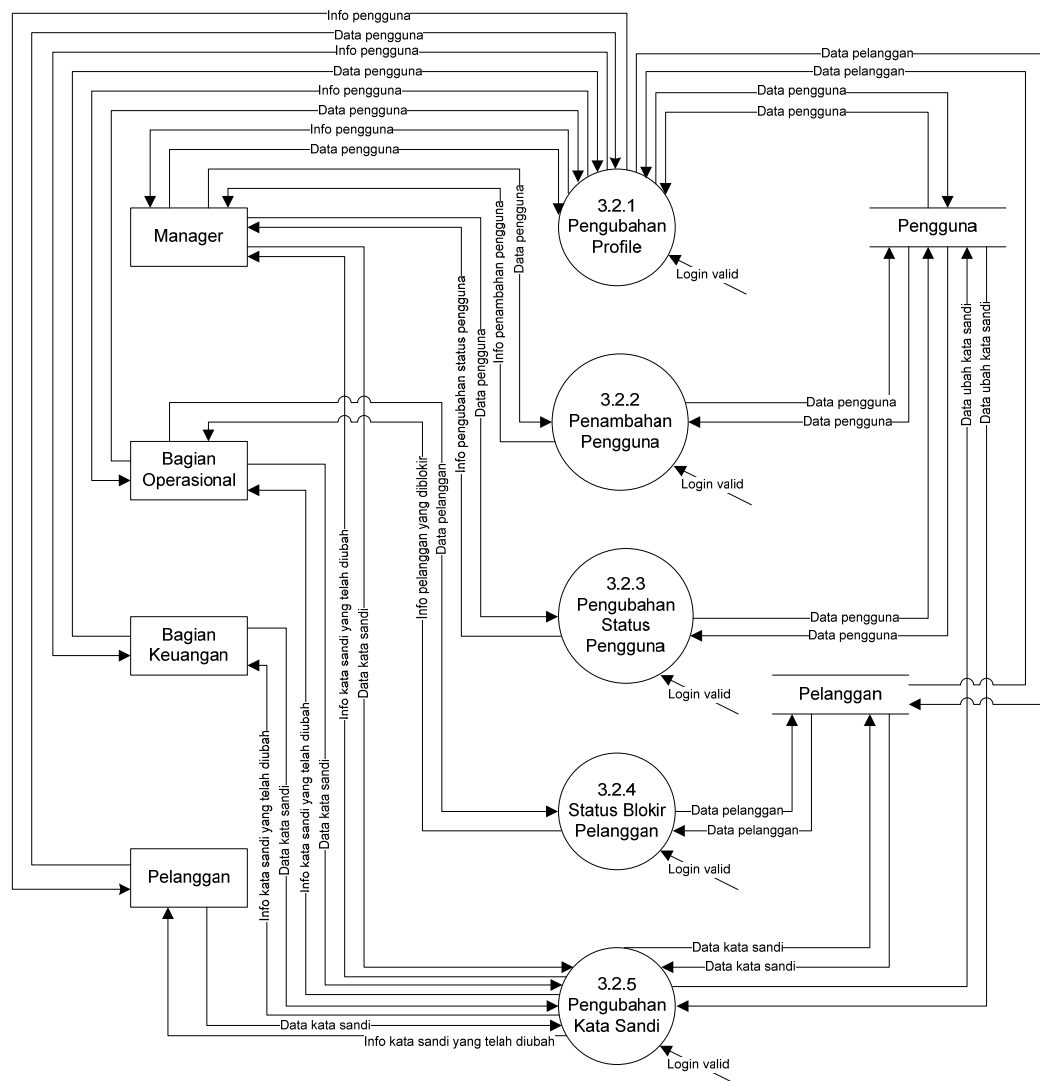 Info pengguna
Data pengguna
Info pengguna
Data pengguna
Info pengguna
Data pengguna
Info pengguna
Data pengguna
Data pelanggan
Data pelanggan
Data pengguna
Data pengguna
Manager
3.2.1
Pengubahan
Profile
Pengguna
Login valid
Data pengguna
Info penambahan pengguna
Info pengubahan status pengguna
Data pengguna
Data ubah kata sandi
Data ubah kata sandi
3.2.2
Penambahan
Pengguna
Data pengguna
Data pengguna
Login valid
Bagian
Operasional
Info pelanggan yang diblokir
Data pelanggan
3.2.3
Pengubahan
Status
Pengguna
Data pengguna
Data pengguna
Login valid
Bagian
Keuangan
Pelanggan
Info kata sandi yang telah diubah
Data kata sandi
Info kata sandi yang telah diubah
Data kata sandi
Info kata sandi yang telah diubah
Data kata sandi
3.2.4
Status Blokir
Pelanggan
Data pelanggan
Data pelanggan
Login valid
Pelanggan
3.2.5
Pengubahan
Kata Sandi
Data kata sandi
Data kata sandi
Data kata sandi
Info kata sandi yang telah diubah
Login valid